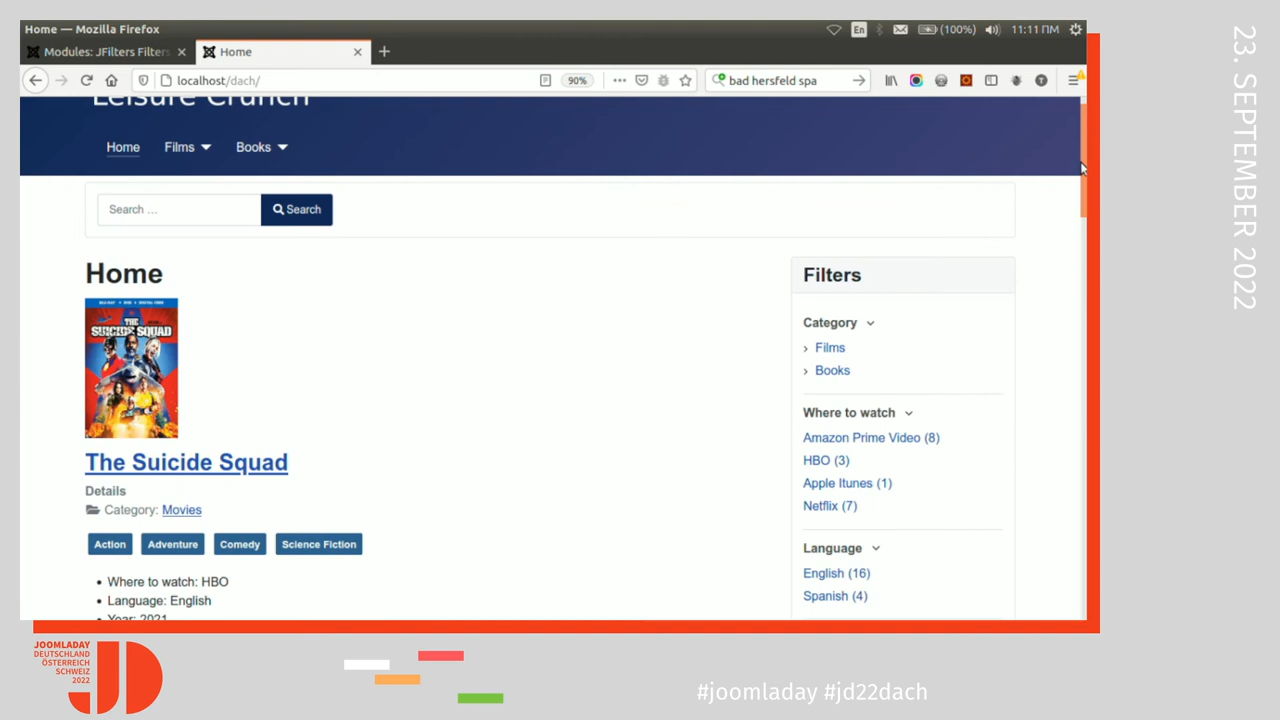 Home — Mozilla Firefox
En
(100%)
11:11 ΠΜ
Modules: JFilters Filters
Home
localhost/dach/
90%
bad hersfeld spa
Leisure Crunch
Home
Films
Books
Search ...
Search
Home
THE SUICIDE SQUAD
The Suicide Squad
Details
Category: Movies
Action
Adventure
Comedy
Science Fiction
• Where to watch: HBO
• Language: English
• Year: 2021
Filters
Category
Films
Books
Where to watch
Amazon Prime Video (8)
HBO (3)
Apple Itunes (1)
Netflix (7)
Language
English (16)
Spanish (4)
23. SEPTEMBER 2022
JOOMLADAY
DEUTSCHLAND
ÖSTERREICH
SCHWEIZ
2022
JD
#joomladay #jd22dach